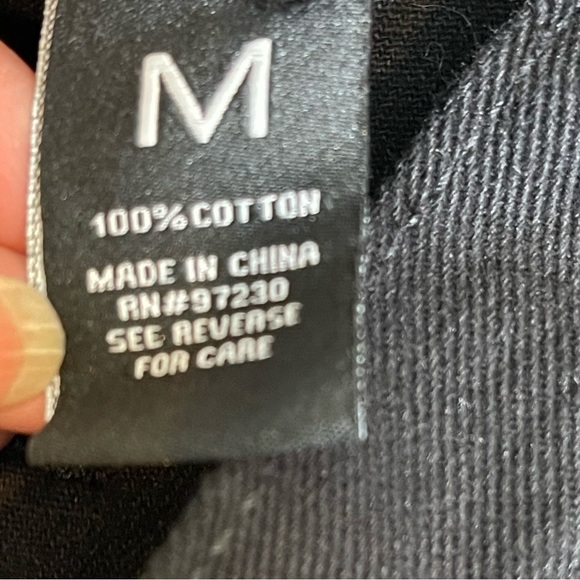 M
100% COTTON
MADE IN CHINA
RN#97230
SEE REVERSE
FOR CARE